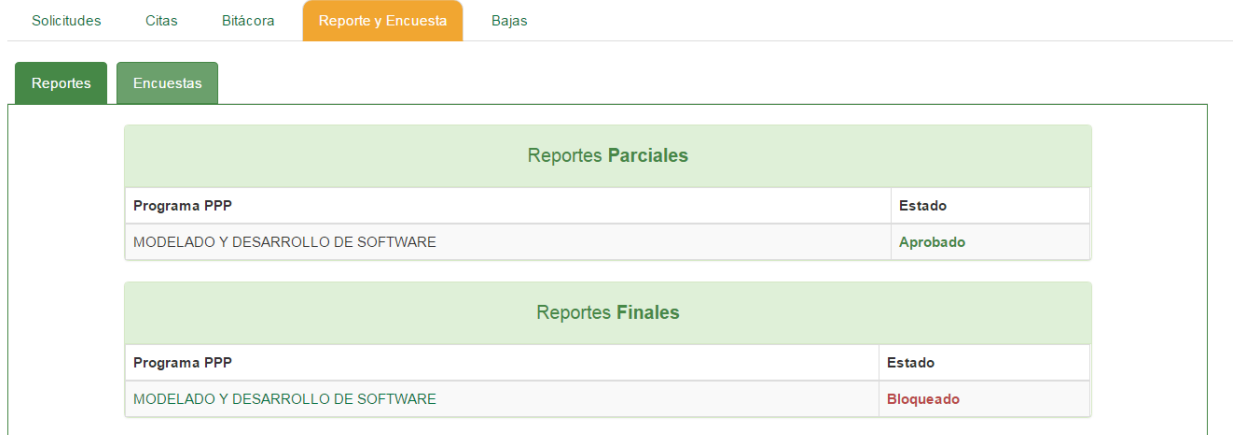 Solicitudes Citas Bitácora Reporte y Encuesta Bajas
Reportes Encuestas
Reportes Parciales
Programa PPP Estado
MODELADO Y DESARROLLO DE SOFTWARE Aprobado
Reportes Finales
Programa PPP Estado
MODELADO Y DESARROLLO DE SOFTWARE Bloqueado